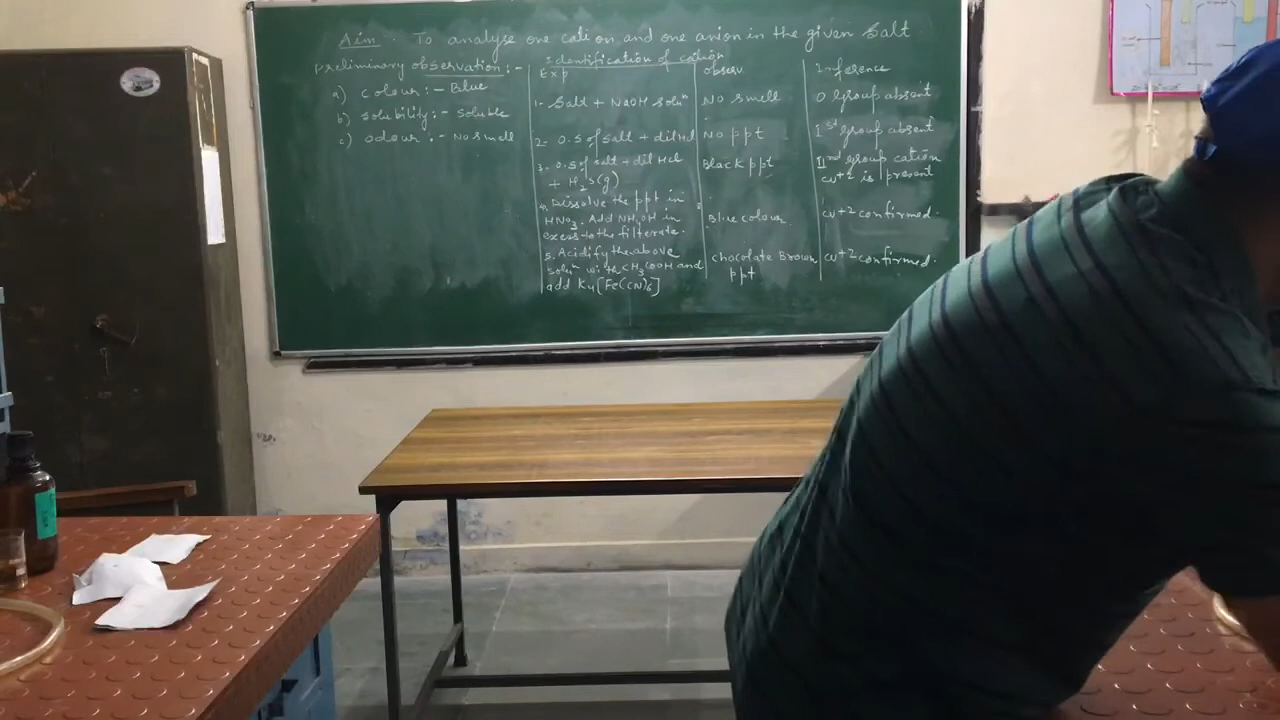 Aim To analyse one cation and one anion in the given salt
preliminary observation :-
a) colour :- Blue
b) solubility :- soluble
c) odour :- No smell
Identification of cation
Exp observ. Inference
1- Salt + NaOH soluⁿ No smell O group absent
2- 0.5 of salt + dil Hcl No ppt Iˢᵗ group absent
3. 0.5 of salt + dil Hcl Black ppt IIⁿᵈ group cation
+ H₂S(g) cu+2 is present
4. Dissolve the ppt in
HNO₃. Add NH₄OH in Blue colour cu+2 confirmed.
excess to the filterate.
5. Acidify the above chocolate Brown cu+2 confirmed.
soluⁿ with CH₃COOH and ppt
add K₄[Fe(CN)₆]